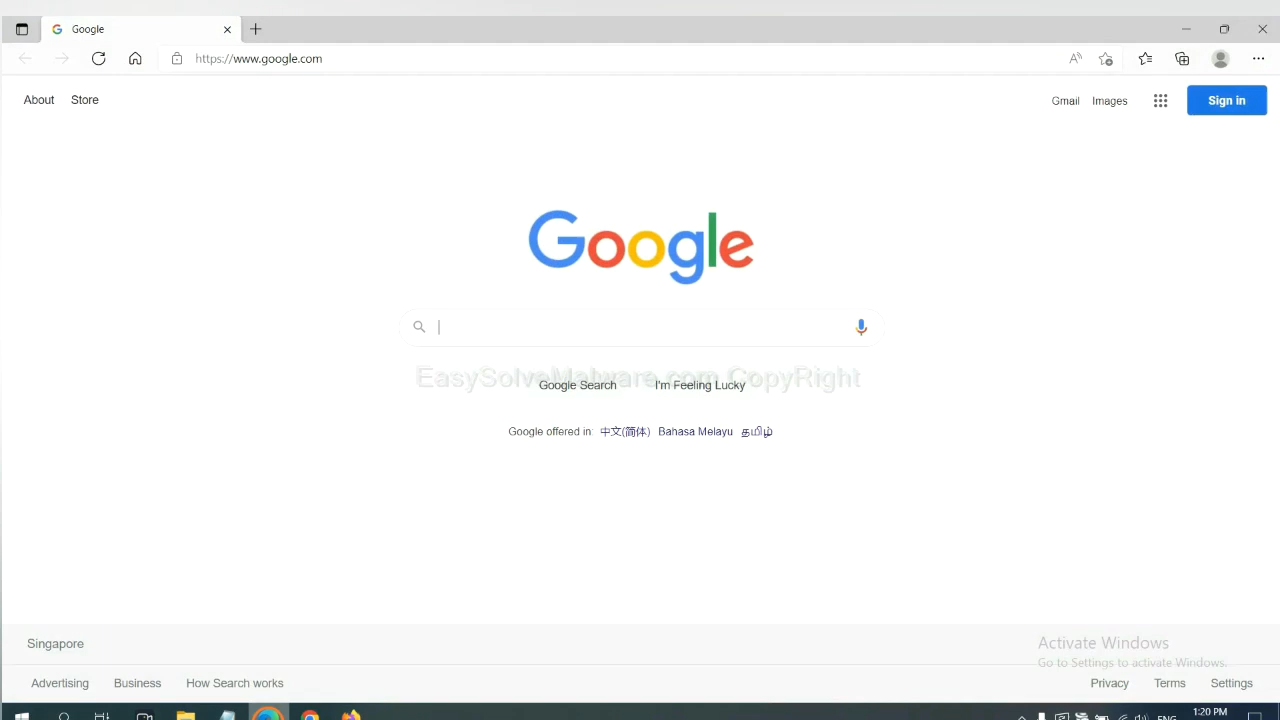 Google
https://www.google.com
About Store
Gmail Images Sign in
Google
EasySolveMalware.com CopyRight
Google Search I'm Feeling Lucky
Google offered in: 中文(简体) Bahasa Melayu தமிழ்
Singapore
Activate Windows
Go to Settings to activate Windows.
Advertising Business How Search works
Privacy Terms Settings
1:20 PM
ENG